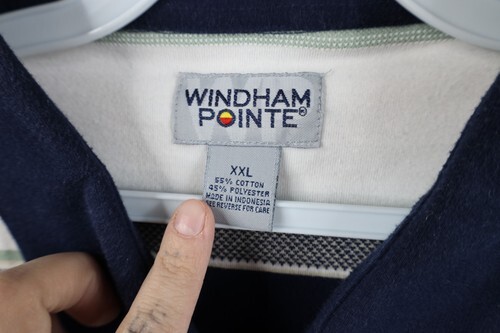 WINDHAM
POINTE®
XXL
55% COTTON
45% POLYESTER
MADE IN INDONESIA
SEE REVERSE FOR CARE